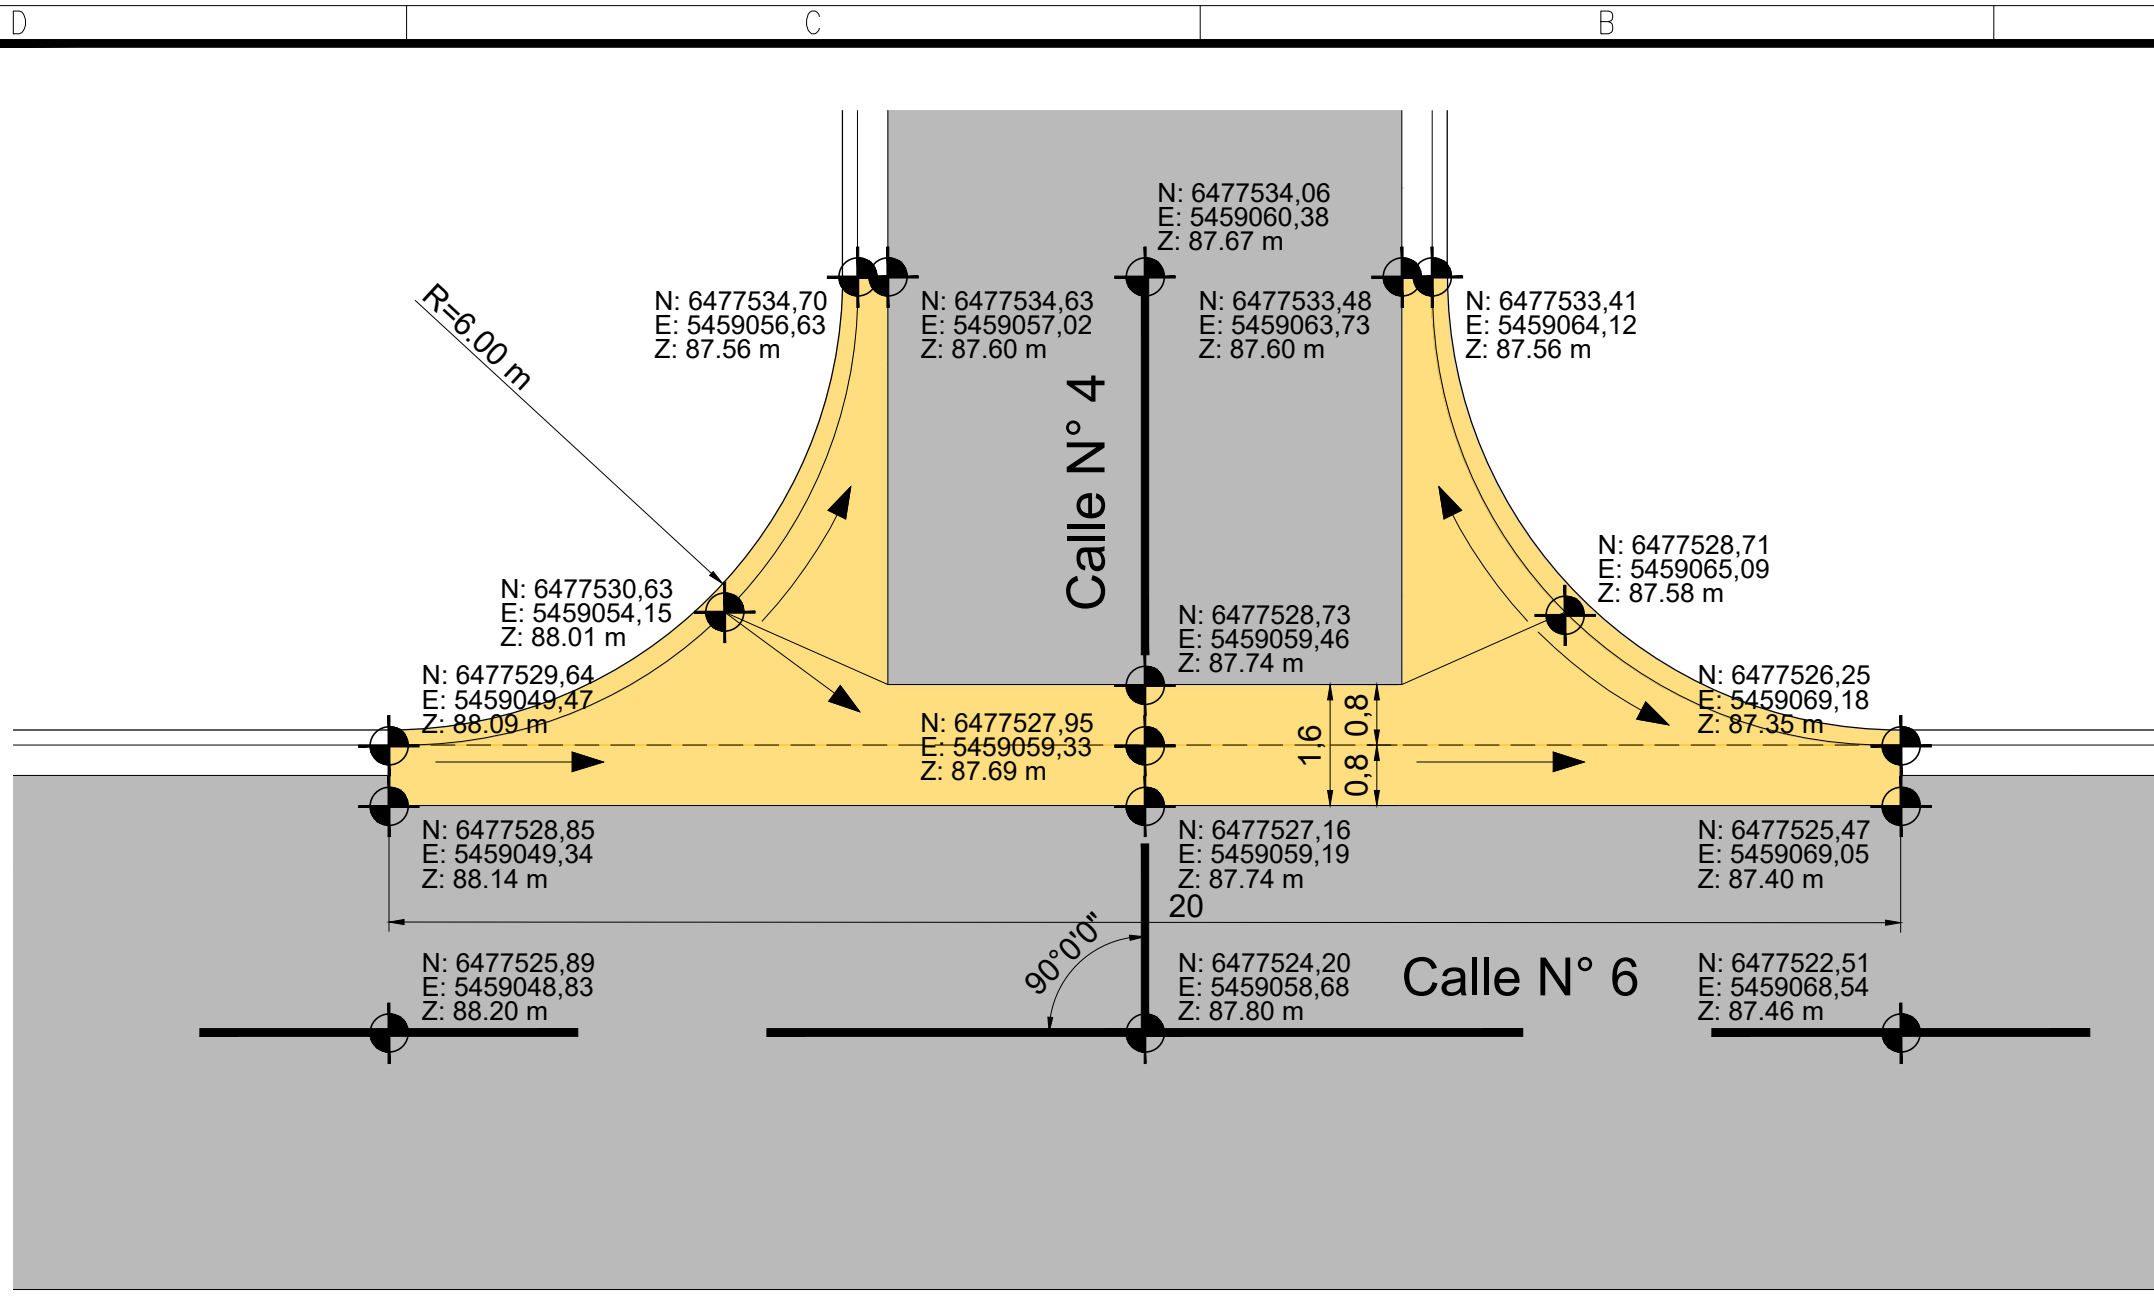 D
C
B
N: 6477534,06
E: 5459060,38
Z: 87.67 m
N: 6477534,70
E: 5459056,63
Z: 87.56 m
N: 6477534,63
E: 5459057,02
Z: 87.60 m
N: 6477533,48
E: 5459063,73
Z: 87.60 m
N: 6477533,41
E: 5459064,12
Z: 87.56 m
R=6.00 m
Calle N° 4
N: 6477530,63
E: 5459054,15
Z: 88.01 m
N: 6477528,71
E: 5459065,09
Z: 87.58 m
N: 6477528,73
E: 5459059,46
Z: 87.74 m
N: 6477529,64
E: 5459049,47
Z: 88.09 m
N: 6477527,95
E: 5459059,33
Z: 87.69 m
1,6
0,8
0,8
N: 6477526,25
E: 5459069,18
Z: 87.35 m
N: 6477528,85
E: 5459049,34
Z: 88.14 m
N: 6477527,16
E: 5459059,19
Z: 87.74 m
N: 6477525,47
E: 5459069,05
Z: 87.40 m
20
90°0'0"
N: 6477525,89
E: 5459048,83
Z: 88.20 m
N: 6477524,20
E: 5459058,68
Z: 87.80 m
Calle N° 6
N: 6477522,51
E: 5459068,54
Z: 87.46 m